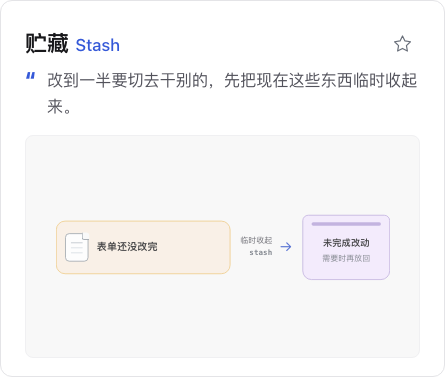 贮藏 Stash
“ 改到一半要切去干别的，先把现在这些东西临时收起
来。
表单还没改完
临时收起
stash
未完成改动
需要时再放回